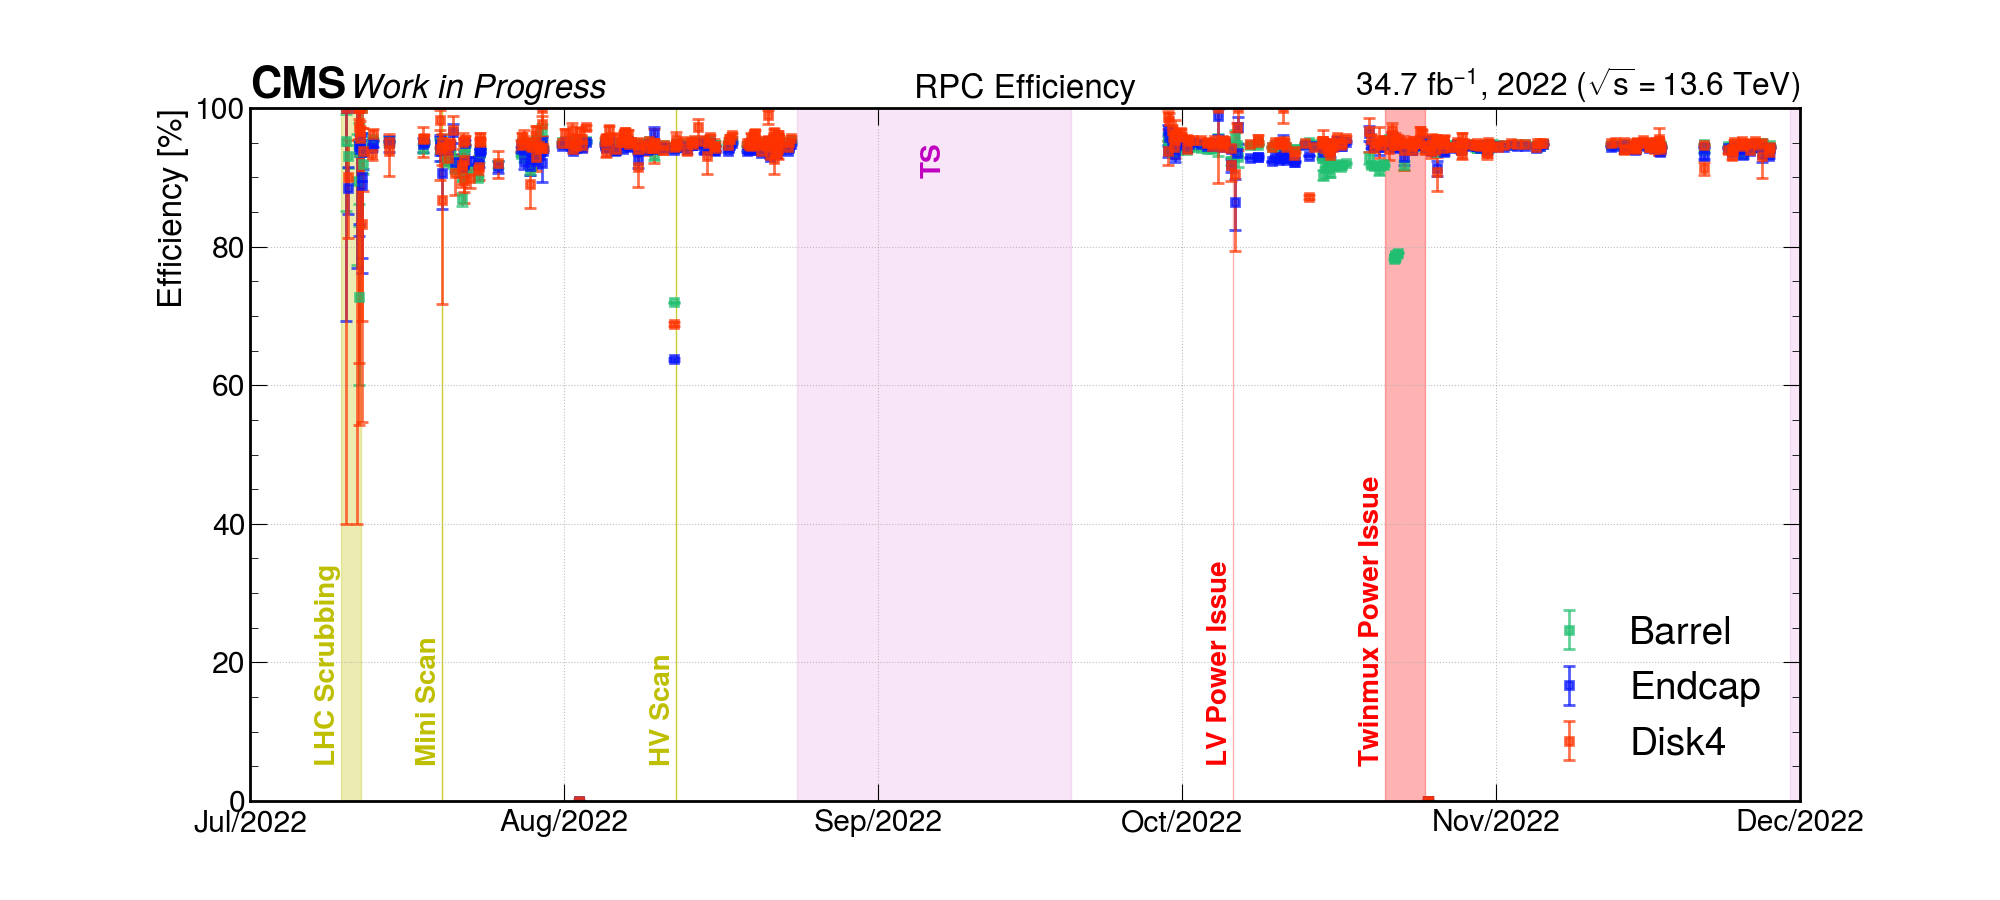 CMS Work in Progress
RPC Efficiency
34.7 fb⁻¹, 2022 (√s = 13.6 TeV)
Efficiency [%]
100
80
60
40
20
0
LHC Scrubbing
Mini Scan
HV Scan
TS
LV Power Issue
Twinmux Power Issue
Barrel
Endcap
Disk4
Jul/2022 Aug/2022 Sep/2022 Oct/2022 Nov/2022 Dec/2022